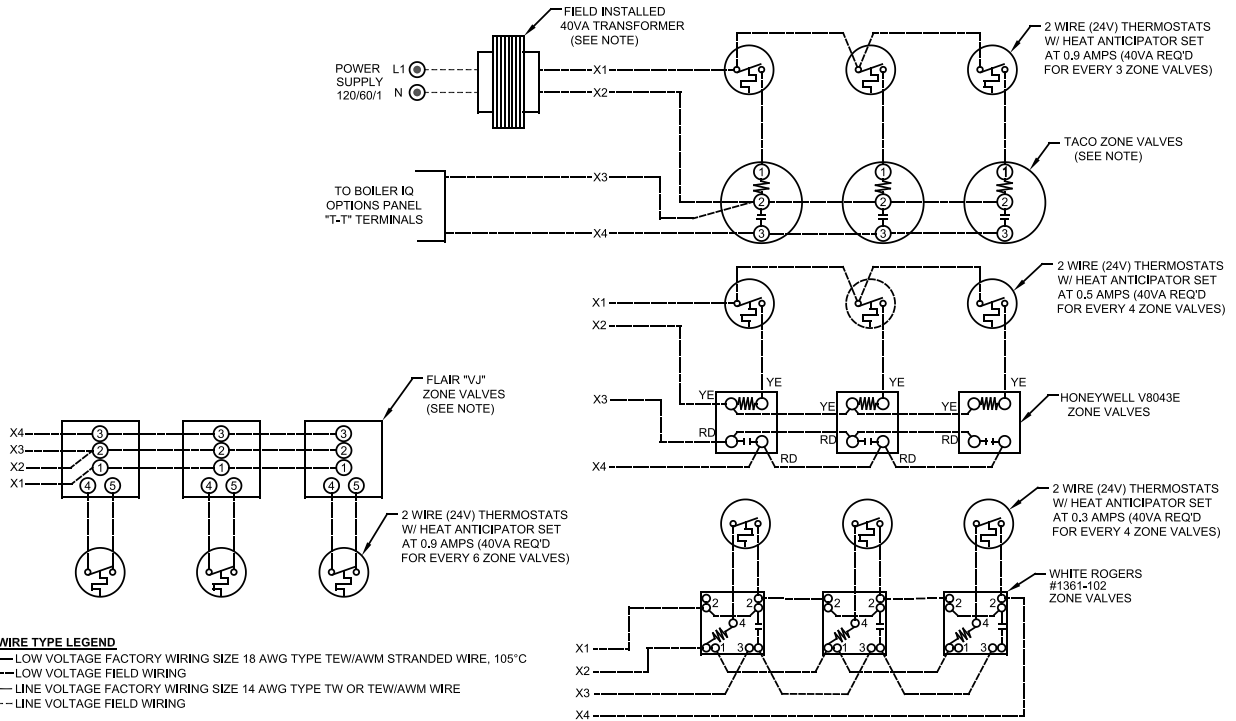 FIELD INSTALLED
40VA TRANSFORMER
(SEE NOTE)
POWER
SUPPLY
120/60/1
L1
N
X1
X2
2 WIRE (24V) THERMOSTATS
W/ HEAT ANTICIPATOR SET
AT 0.9 AMPS (40VA REQ'D
FOR EVERY 3 ZONE VALVES)
TACO ZONE VALVES
(SEE NOTE)
TO BOILER IQ
OPTIONS PANEL
"T-T" TERMINALS
X3
X4
1 1 1
2 2 2
3 3 3
X1
X2
X3
X4
2 WIRE (24V) THERMOSTATS
W/ HEAT ANTICIPATOR SET
AT 0.5 AMPS (40VA REQ'D
FOR EVERY 4 ZONE VALVES)
YE YE YE
YE YE YE
RD RD RD
RD RD
HONEYWELL V8043E
ZONE VALVES
FLAIR "VJ"
ZONE VALVES
(SEE NOTE)
X4
X3
X2
X1
3 3 3
2 2 2
1 1 1
4 5 4 5 4 5
2 WIRE (24V) THERMOSTATS
W/ HEAT ANTICIPATOR SET
AT 0.9 AMPS (40VA REQ'D
FOR EVERY 6 ZONE VALVES)
2 WIRE (24V) THERMOSTATS
W/ HEAT ANTICIPATOR SET
AT 0.3 AMPS (40VA REQ'D
FOR EVERY 4 ZONE VALVES)
WHITE ROGERS
#1361-102
ZONE VALVES
2 2 2 2 2 2
4 4 4
1 3 1 3 1 3
X1
X2
X3
X4
WIRE TYPE LEGEND
LOW VOLTAGE FACTORY WIRING SIZE 18 AWG TYPE TEW/AWM STRANDED WIRE, 105°C
LOW VOLTAGE FIELD WIRING
LINE VOLTAGE FACTORY WIRING SIZE 14 AWG TYPE TW OR TEW/AWM WIRE
LINE VOLTAGE FIELD WIRING